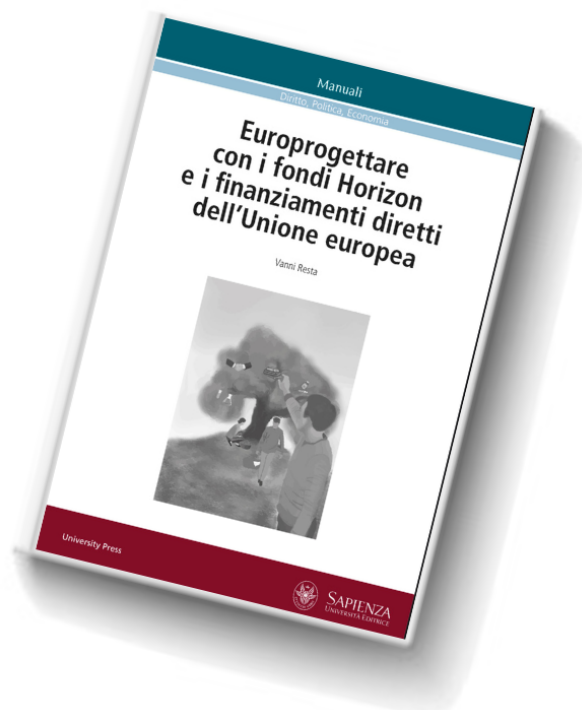 Manuali
Diritto, Politica, Economia
Europrogettare
con i fondi Horizon
e i finanziamenti diretti
dell'Unione europea
Vanni Resta
University Press
SAPIENZA
UNIVERSITÀ EDITRICE